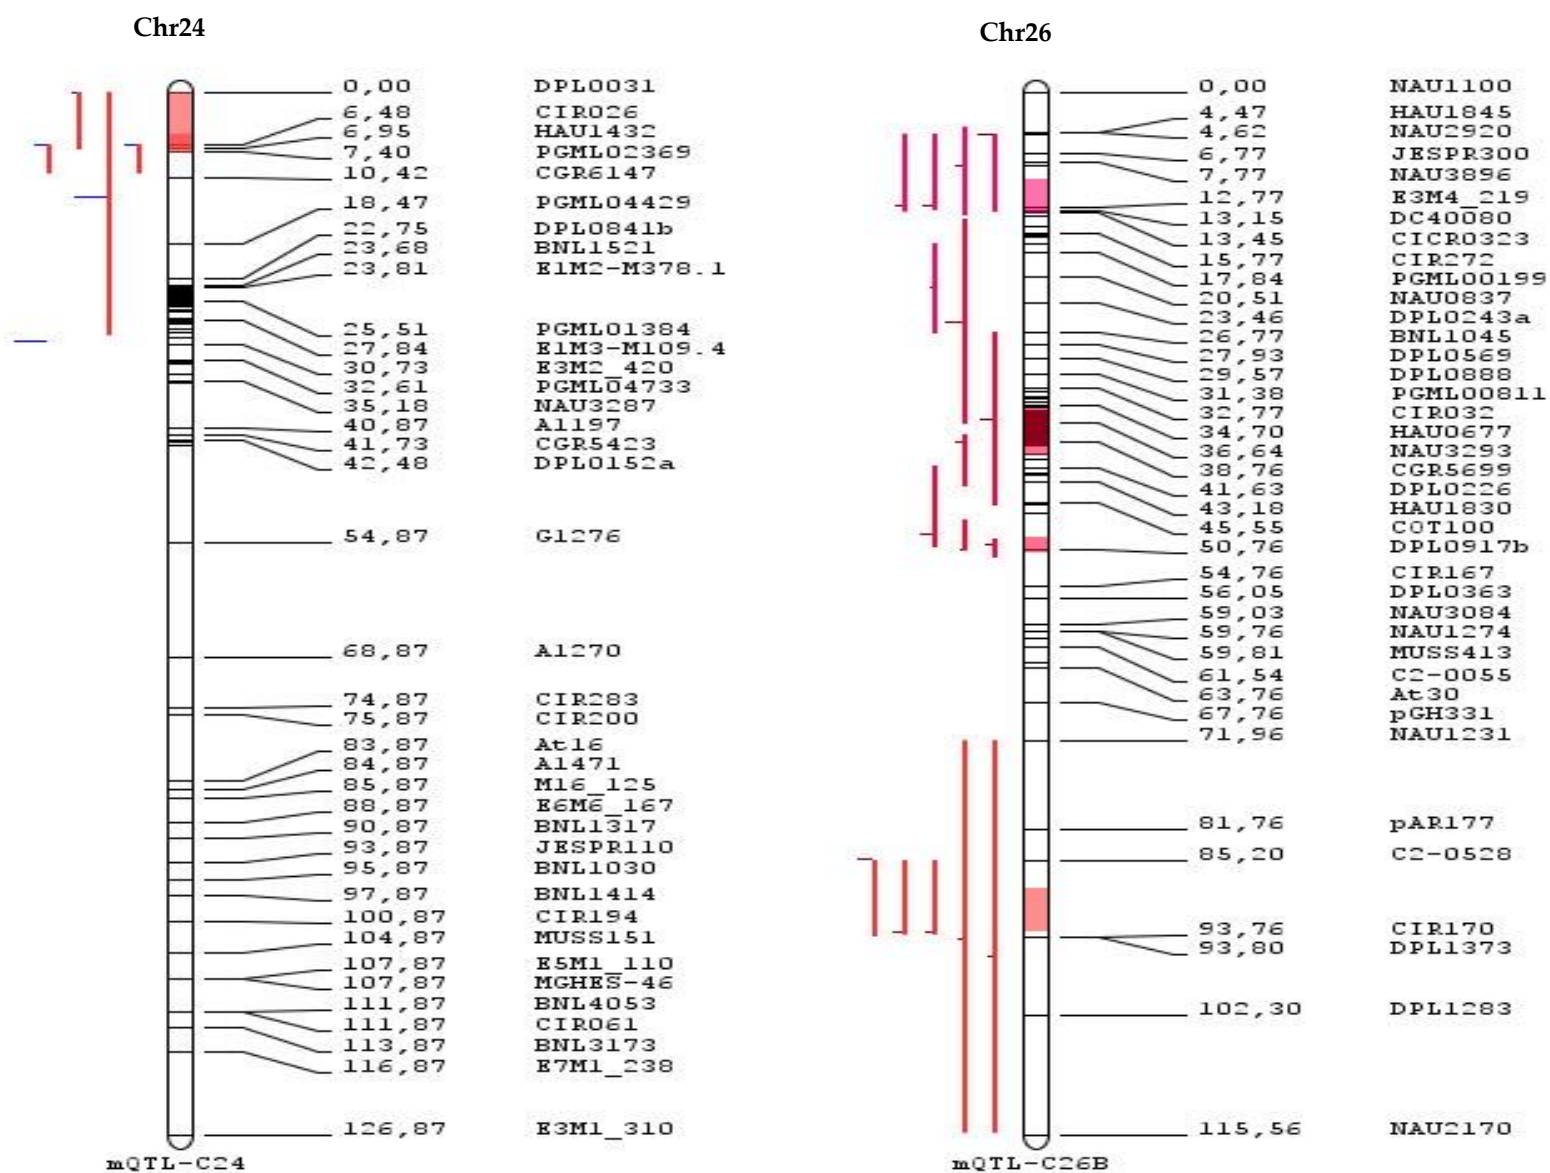 Chr24
0,00 DPL0031
6,48 CIR026
6,95 HAU1432
7,40 PGML02369
10,42 CGR6147
18,47 PGML04429
22,75 DPL0841b
23,68 BNL1521
23,81 E1M2-M378.1
25,51 PGML01384
27,84 E1M3-M109.4
30,73 E3M2_420
32,61 PGML04733
35,18 NAU3287
40,87 A1197
41,73 CGR5423
42,48 DPL0152a
54,87 G1276
68,87 A1270
74,87 CIR283
75,87 CIR200
83,87 At16
84,87 A1471
85,87 M16_125
88,87 E6M6_167
90,87 BNL1317
93,87 JESPR110
95,87 BNL1030
97,87 BNL1414
100,87 CIR194
104,87 MUSS151
107,87 E5M1_110
107,87 MGHES-46
111,87 BNL4053
111,87 CIR061
113,87 BNL3173
116,87 E7M1_238
126,87 E3M1_310
mQTL-C24
Chr26
0,00 NAU1100
4,47 HAU1845
4,62 NAU2920
6,77 JESPR300
7,77 NAU3896
12,77 E3M4_219
13,15 DC40080
13,45 CICR0323
15,77 CIR272
17,84 PGML00199
20,51 NAU0837
23,46 DPL0243a
26,77 BNL1045
27,93 DPL0569
29,57 DPL0888
31,38 PGML00811
32,77 CIR032
34,70 HAU0677
36,64 NAU3293
38,76 CGR5699
41,63 DPL0226
43,18 HAU1830
45,55 COT100
50,76 DPL0917b
54,76 CIR167
56,05 DPL0363
59,03 NAU3084
59,76 NAU1274
59,81 MUSS413
61,54 C2-0055
63,76 At30
67,76 pGH331
71,96 NAU1231
81,76 pAR177
85,20 C2-0528
93,76 CIR170
93,80 DPL1373
102,30 DPL1283
115,56 NAU2170
mQTL-C26B